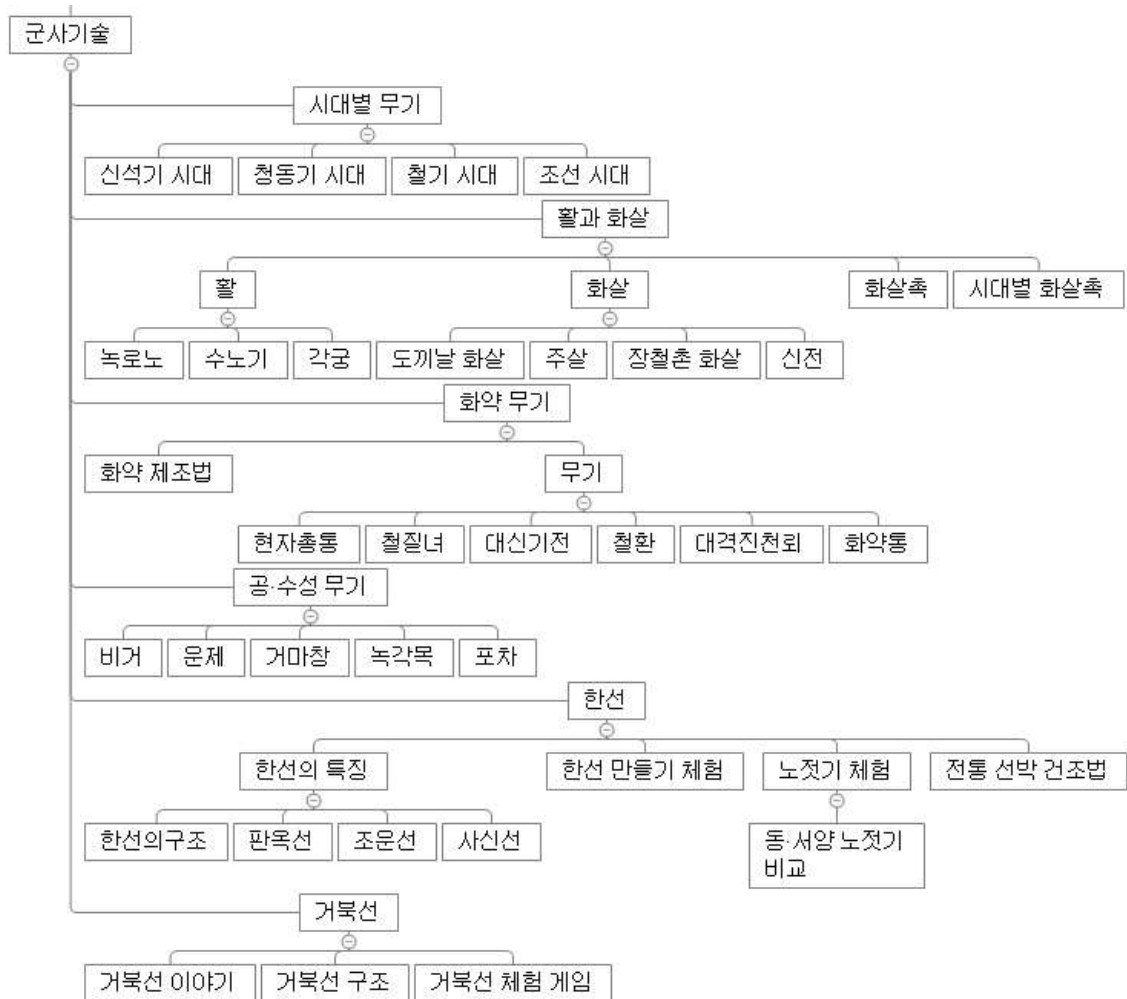 군사기술
시대별 무기
신석기 시대 청동기 시대 철기 시대 조선 시대
활과 화살
활 화살 화살촉 시대별 화살촉
녹로노 수노기 각궁 도끼날 화살 주살 장철촌 화살 신전
화약 무기
화약 제조법 무기
현자총통 철질녀 대신기전 철환 대격진천뢰 화약통
공·수성 무기
비거 운제 거마창 녹각목 포차
한선
한선의 특징 한선 만들기 체험 노젓기 체험 전통 선박 건조법
한선의구조 판옥선 조운선 사신선 동·서양 노젓기
비교
거북선
거북선 이야기 거북선 구조 거북선 체험 게임